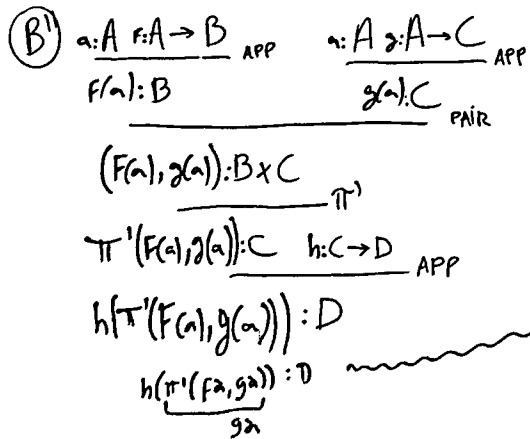 B'' a:A F:A→B APP a:A g:A→C APP
F(a):B g(a):C
PAIR
(F(a),g(a)):B×C
π'
π'(F(a),g(a)):C h:C→D APP
h(π'(F(a),g(a))):D
h(π'(fa,ga)):D
ga